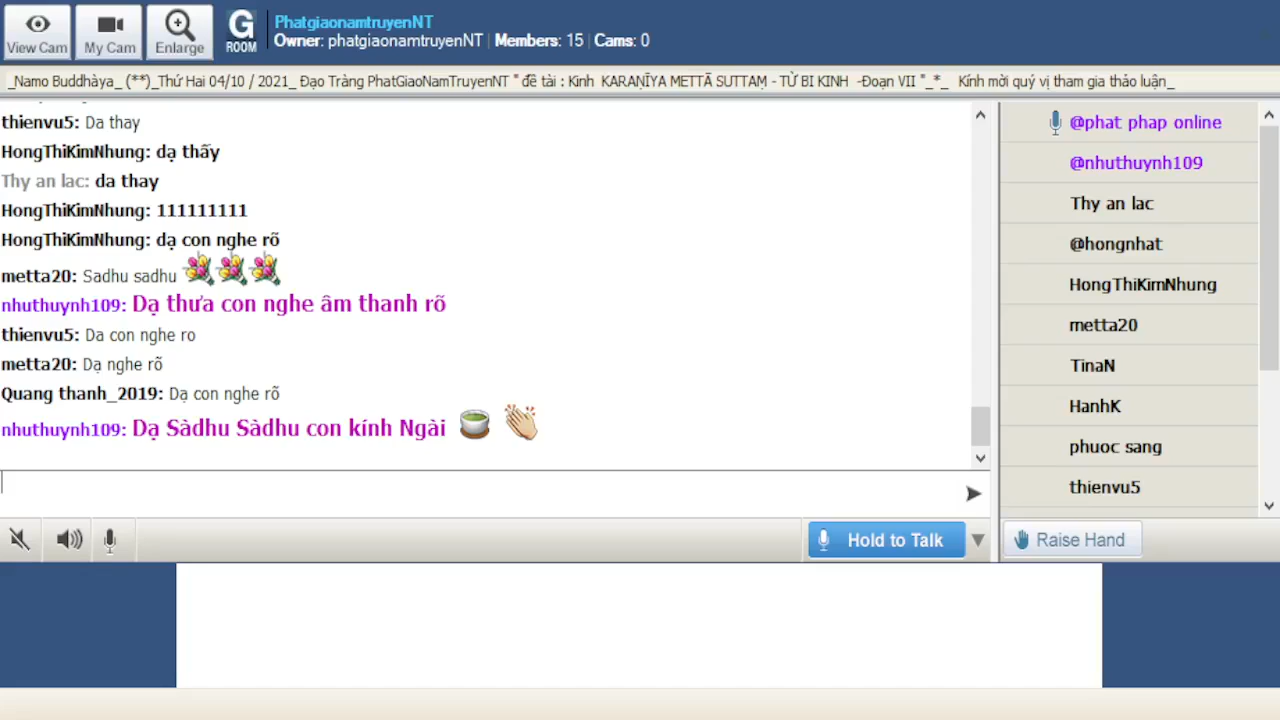 View Cam
My Cam
Enlarge
G
ROOM
PhatgiaonamtruyenNT
Owner: phatgiaonamtruyenNT | Members: 15 | Cams: 0
_Namo Buddhàya_ (**)_Thứ Hai 04/10 / 2021_ Đạo Tràng PhatGiaoNamTruyenNT " đề tài : Kinh KARAṆĪYA METTĀ SUTTAṂ - TỪ BI KINH -Đoạn VII "_*_ Kính mời quý vị tham gia thảo luận_
thienvu5: Da thay
HongThiKimNhung: dạ thấy
Thy an lac: da thay
HongThiKimNhung: 111111111
HongThiKimNhung: dạ con nghe rõ
metta20: Sadhu sadhu
nhuthuynh109: Dạ thưa con nghe âm thanh rõ
thienvu5: Da con nghe ro
metta20: Dạ nghe rõ
Quang thanh_2019: Dạ con nghe rõ
nhuthuynh109: Dạ Sàdhu Sàdhu con kính Ngài
@phat phap online
@nhuthuynh109
Thy an lac
@hongnhat
HongThiKimNhung
metta20
TinaN
HanhK
phuoc sang
thienvu5
Hold to Talk
Raise Hand